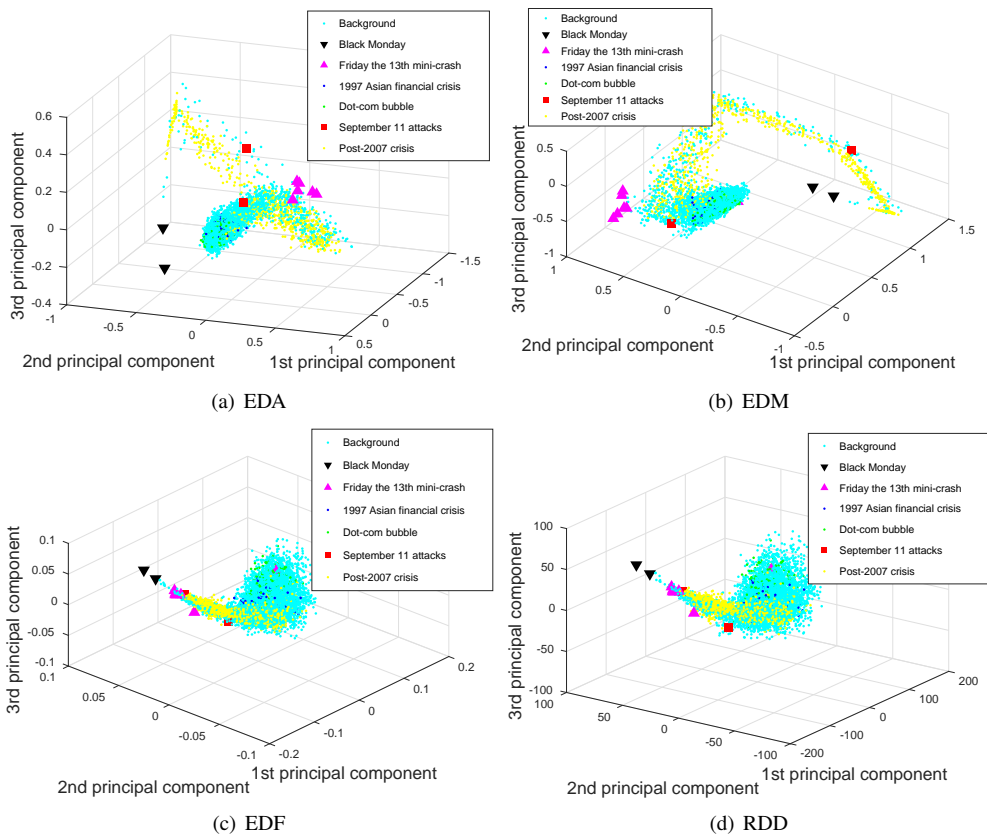 Background
Black Monday
Friday the 13th mini-crash
1997 Asian financial crisis
Dot-com bubble
September 11 attacks
Post-2007 crisis
3rd principal component
0.6
0.4
0.2
0
-0.2
-0.4
-1
-0.5
0
0.5
1
2nd principal component
0.5
0
-0.5
-1
-1.5
1st principal component
(a) EDA
Background
Black Monday
Friday the 13th mini-crash
1997 Asian financial crisis
Dot-com bubble
September 11 attacks
Post-2007 crisis
3rd principal component
0.5
0
-0.5
-1
1
0.5
0
-0.5
-1
2nd principal component
-0.5
0
0.5
1
1.5
1st principal component
(b) EDM
Background
Black Monday
Friday the 13th mini-crash
1997 Asian financial crisis
Dot-com bubble
September 11 attacks
Post-2007 crisis
3rd principal component
0.1
0.05
0
-0.05
-0.1
0.1
0.05
0
-0.05
-0.1
2nd principal component
-0.2
-0.1
0
0.1
0.2
1st principal component
(c) EDF
Background
Black Monday
Friday the 13th mini-crash
1997 Asian financial crisis
Dot-com bubble
September 11 attacks
Post-2007 crisis
3rd principal component
100
50
0
-50
-100
100
50
0
-50
-100
2nd principal component
-200
-100
0
100
200
1st principal component
(d) RDD